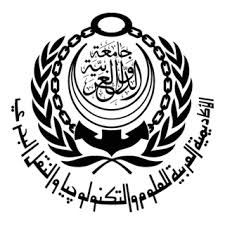 جامعة
الدول العربية
الأكاديمية العربية للعلوم والتكنولوجيا والنقل البحري